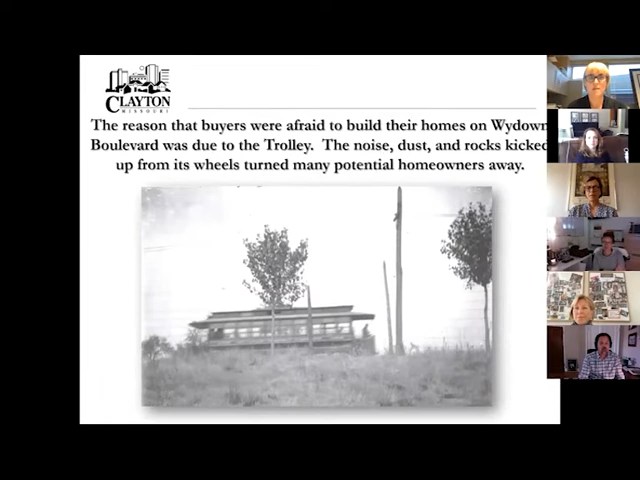 CLAYTON
MISSOURI
The reason that buyers were afraid to build their homes on Wydown
Boulevard was due to the Trolley. The noise, dust, and rocks kicked
up from its wheels turned many potential homeowners away.